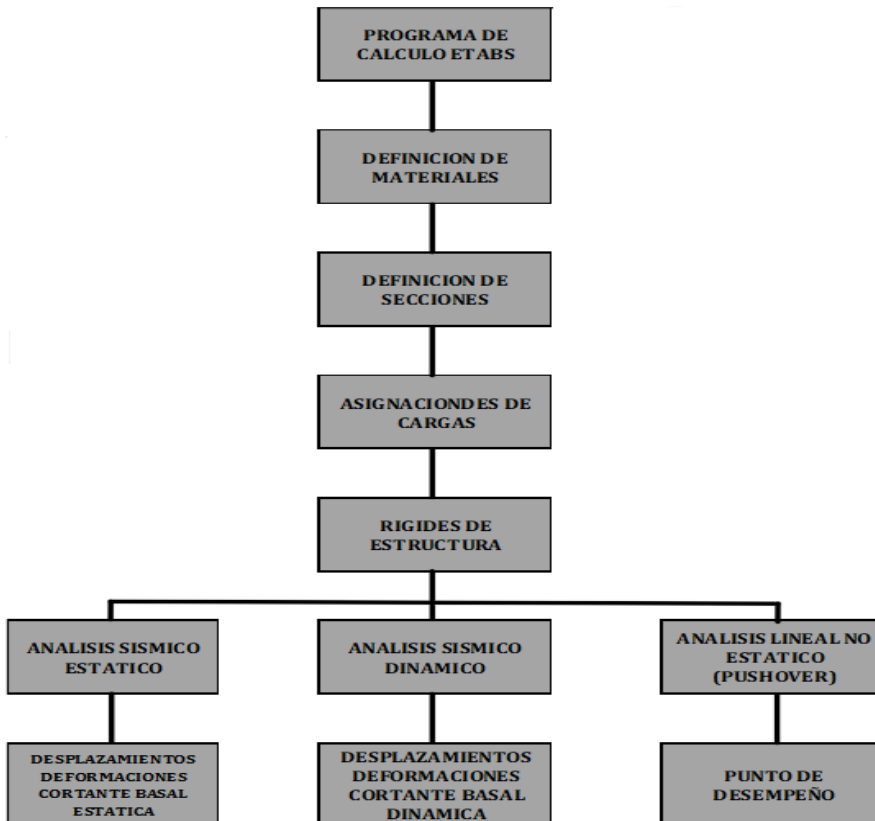 PROGRAMA DE
CALCULO ETABS
DEFINICION DE
MATERIALES
DEFINICION DE
SECCIONES
ASIGNACIONDES DE
CARGAS
RIGIDES DE
ESTRUCTURA
ANALISIS SISMICO
ESTATICO
ANALISIS SISMICO
DINAMICO
ANALISIS LINEAL NO
ESTATICO
(PUSHOVER)
DESPLAZAMIENTOS
DEFORMACIONES
CORTANTE BASAL
ESTATICA
DESPLAZAMIENTOS
DEFORMACIONES
CORTANTE BASAL
DINAMICA
PUNTO DE
DESEMPEÑO